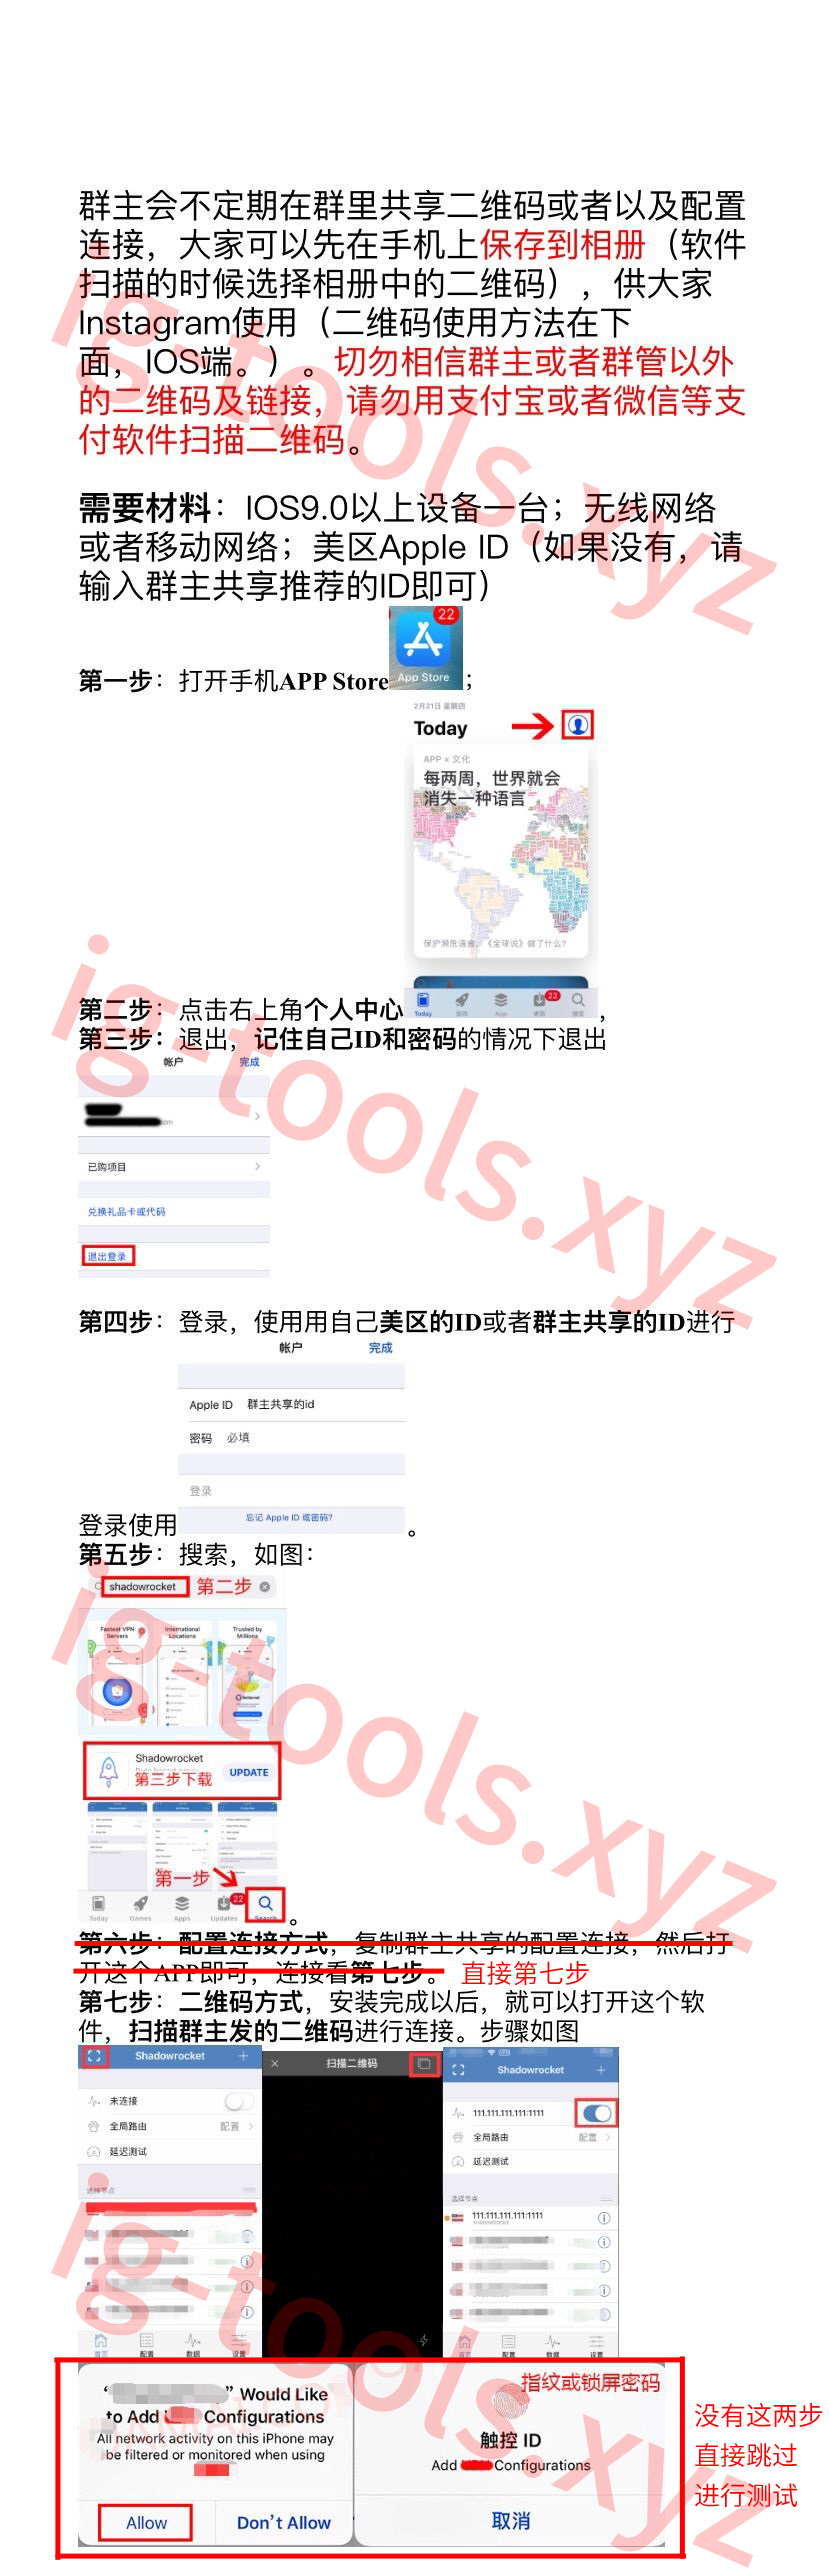 群主会不定期在群里共享二维码或者以及配置
连接，大家可以先在手机上保存到相册（软件
扫描的时候选择相册中的二维码），供大家
Instagram使用（二维码使用方法在下
面，IOS端。）。切勿相信群主或者群管以外
的二维码及链接，请勿用支付宝或者微信等支
付软件扫描二维码。
需要材料：IOS9.0以上设备一台；无线网络
或者移动网络；美区Apple ID（如果没有，请
输入群主共享推荐的ID即可）
22
App Store
第一步：打开手机APP Store；
2月21日 星期四
Today
APP × 文化
每两周，世界就会
消失一种语言
保护濒危语言，《全球说》做了什么？
22
Today 游戏 App 更新 搜索
第二步：点击右上角个人中心，
第三步：退出，记住自己ID和密码的情况下退出
帐户 完成
om
已购项目
兑换礼品卡或代码
退出登录
第四步：登录，使用用自己美区的ID或者群主共享的ID进行
帐户 完成
Apple ID 群主共享的id
密码 必填
登录
忘记 Apple ID 或密码?
登录使用。
第五步：搜索，如图：
shadowrocket 第二步
Fastest VPN Servers
International Locations
Trusted by Millions
Shadowrocket
第三步下载 UPDATE
第一步
22
Today Games Apps Updates Search
。
第六步：配置连接方式，复制群主共享的配置连接，然后打
开这个APP即可，连接看第七步。 直接第七步
第七步：二维码方式，安装完成以后，就可以打开这个软
件，扫描群主发的二维码进行连接。步骤如图
Shadowrocket
未连接
全局路由 配置
延迟测试
选择节点
首页 配置 数据 设置
扫描二维码
Shadowrocket
111.111.111.111:1111
全局路由 配置
延迟测试
选择节点
111.111.111.111:1111
首页 配置 数据 设置
“ ” Would Like
to Add Configurations
All network activity on this iPhone may
be filtered or monitored when using
Allow Don't Allow
指纹或锁屏密码
触控 ID
Add Configurations
取消
没有这两步
直接跳过
进行测试
ig-tools.xyz
ig-tools.xyz
ig-tools.xyz
ig-tools.xyz